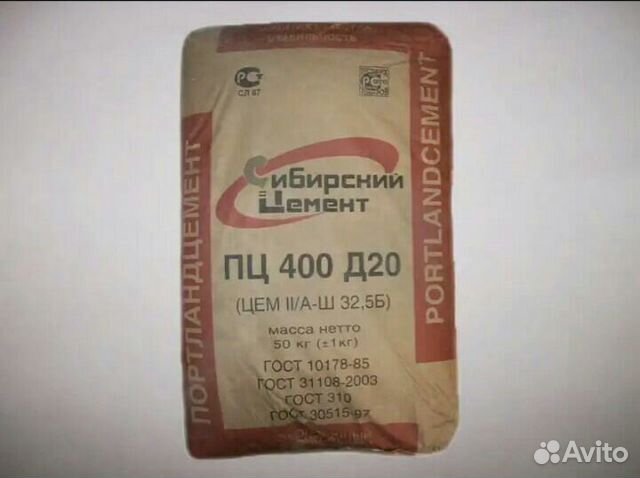 СТАБИЛЬНОСТЬ
СЛ 67
Сибирский
Цемент
ПЦ 400 Д20
(ЦЕМ II/А-Ш 32,5Б)
масса нетто
50 кг (±1кг)
ГОСТ 10178-85
ГОСТ 31108-2003
ГОСТ 310
ГОСТ 30515-97
ПОРТЛАНДЦЕМЕНТ
PORTLANDCEMENT
Avito